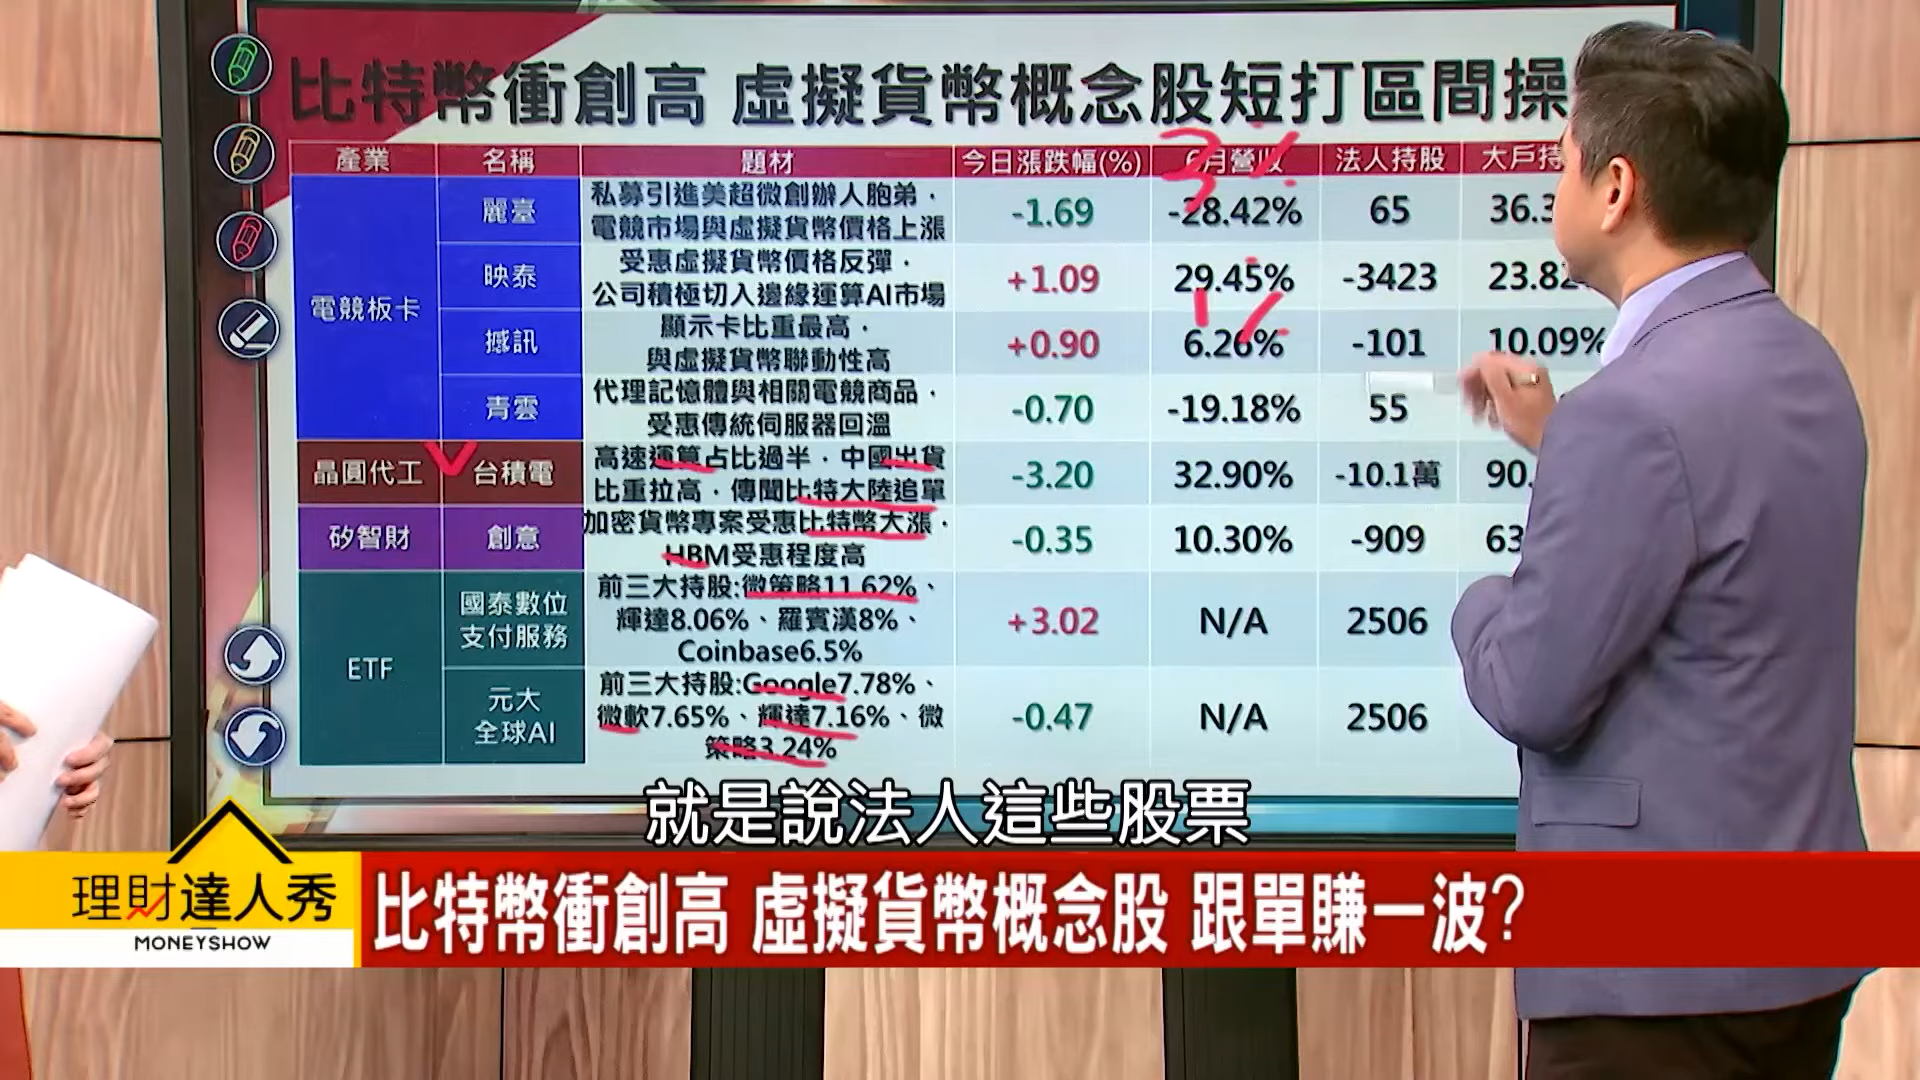 比特幣衝創高 虛擬貨幣概念股短打區間操
產業 名稱 題材 今日漲跌幅(%) 6月營收 法人持股 大戶持
3%
電競板卡
麗臺 私募引進美超微創辦人胞弟，
電競市場與虛擬貨幣價格上漲 -1.69 -28.42% 65 36.3
映泰 受惠虛擬貨幣價格反彈，
公司積極切入邊緣運算AI市場 +1.09 29.45% -3423 23.82
1%
撼訊 顯示卡比重最高，
與虛擬貨幣聯動性高 +0.90 6.26% -101 10.09%
青雲 代理記憶體與相關電競商品，
受惠傳統伺服器回溫 -0.70 -19.18% 55
晶圓代工 台積電 高速運算占比過半，中國出貨
比重拉高，傳聞比特大陸追單 -3.20 32.90% -10.1萬 90.
矽智財 創意 加密貨幣專案受惠比特幣大漲，
HBM受惠程度高 -0.35 10.30% -909 63
ETF
國泰數位
支付服務 前三大持股:微策略11.62%、
輝達8.06%、羅賓漢8%、
Coinbase6.5% +3.02 N/A 2506
元大
全球AI 前三大持股:Google7.78%、
微軟7.65%、輝達7.16%、微
策略3.24% -0.47 N/A 2506
就是說法人這些股票
理財達人秀
MONEYSHOW
比特幣衝創高 虛擬貨幣概念股 跟單賺一波?